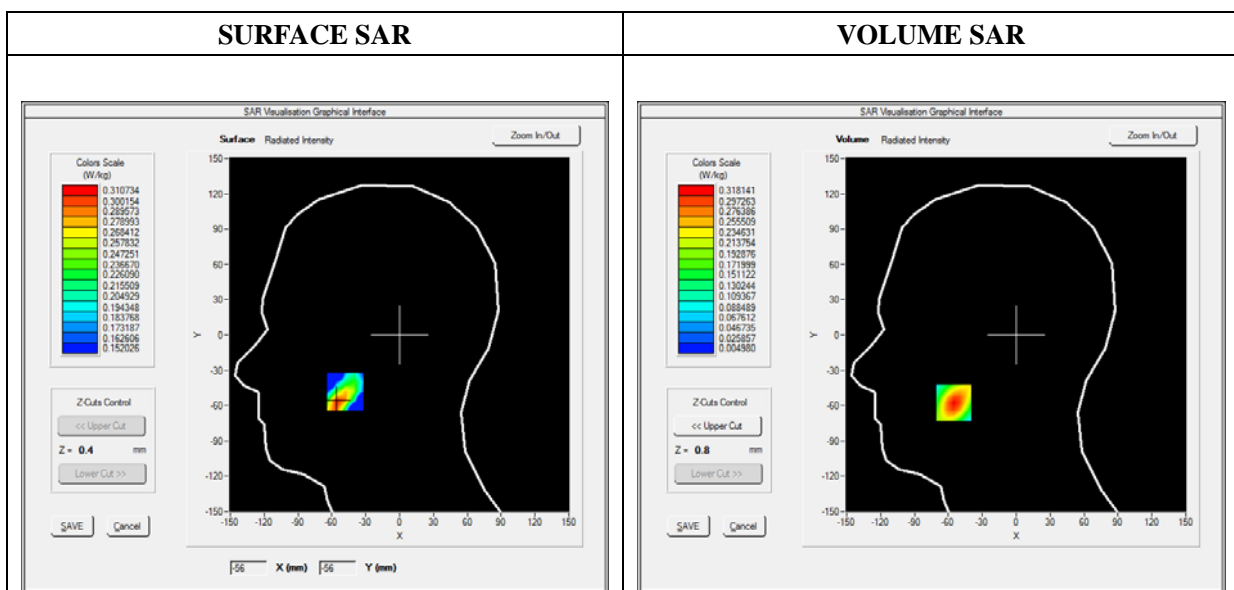 SURFACE SAR
VOLUME SAR
SAR Visualisation Graphical Interface
Surface Radiated Intensity
Zoom In/Out
Colors Scale
(W/kg)
0.310734
0.300154
0.289573
0.278993
0.268412
0.257832
0.247251
0.236670
0.226090
0.215509
0.204929
0.194348
0.183768
0.173187
0.162606
0.152026
Z-Cuts Control
<< Upper Cut
Z = 0.4 mm
Lower Cut >>
SAVE Cancel
150
120
90
60
30
0
-30
-60
-90
-120
-150
Y
-150 -120 -90 -60 -30 0 30 60 90 120 150
X
-56 X (mm) -56 Y (mm)
SAR Visualisation Graphical Interface
Volume Radiated Intensity
Zoom In/Out
Colors Scale
(W/kg)
0.318141
0.297263
0.276386
0.255509
0.234631
0.213754
0.192876
0.171999
0.151122
0.130244
0.109367
0.088489
0.067612
0.046735
0.025857
0.004980
Z-Cuts Control
<< Upper Cut
Z = 0.8 mm
Lower Cut >>
SAVE Cancel
150
120
90
60
30
0
-30
-60
-90
-120
-150
Y
-150 -120 -90 -60 -30 0 30 60 90 120 150
X